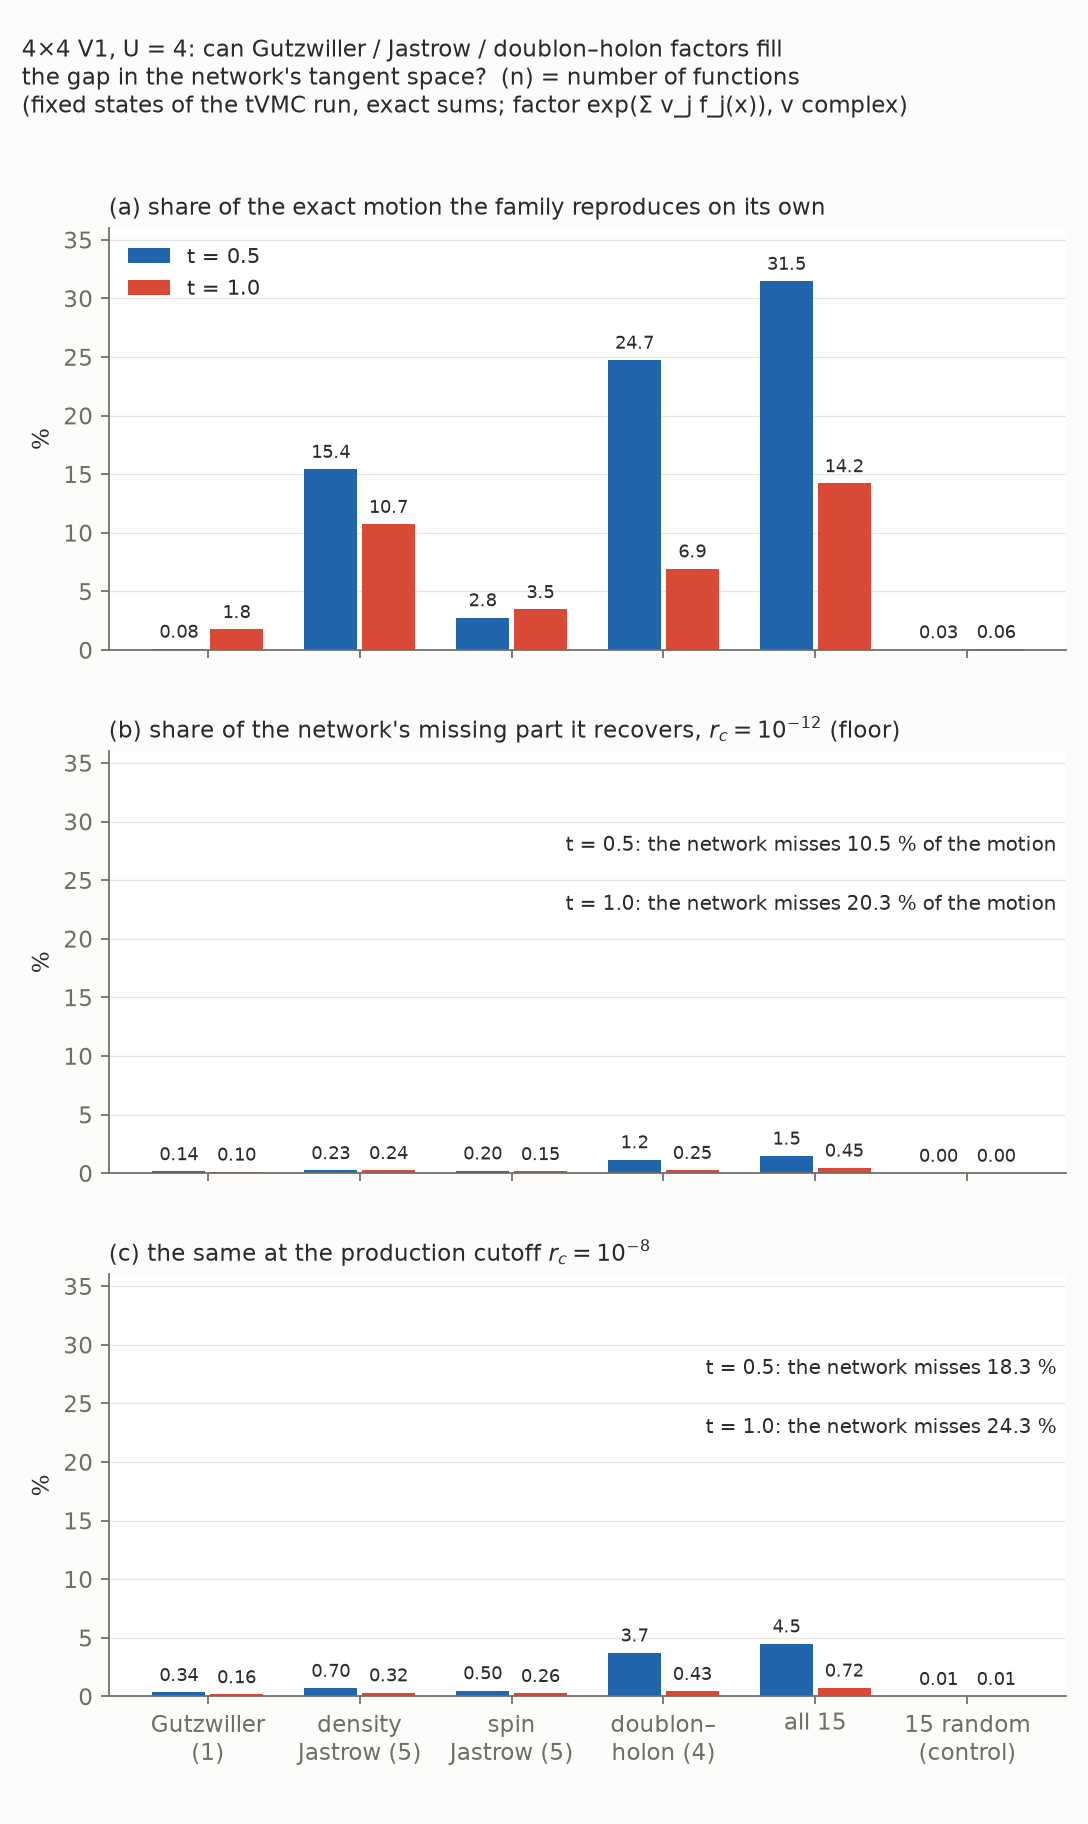 4×4 V1, U = 4: can Gutzwiller / Jastrow / doublon–holon factors fill
the gap in the network's tangent space?  (n) = number of functions
(fixed states of the tVMC run, exact sums; factor exp(Σ v_j f_j(x)), v complex)
(a) share of the exact motion the family reproduces on its own
35
30
25
20
15
10
5
0
%
t = 0.5
t = 1.0
0.08
1.8
15.4
10.7
2.8
3.5
24.7
6.9
31.5
14.2
0.03
0.06
(b) share of the network's missing part it recovers, r_c = 10^−12 (floor)
35
30
25
20
15
10
5
0
%
t = 0.5: the network misses 10.5 % of the motion
t = 1.0: the network misses 20.3 % of the motion
0.14
0.10
0.23
0.24
0.20
0.15
1.2
0.25
1.5
0.45
0.00
0.00
(c) the same at the production cutoff r_c = 10^−8
35
30
25
20
15
10
5
0
%
t = 0.5: the network misses 18.3 %
t = 1.0: the network misses 24.3 %
0.34
0.16
0.70
0.32
0.50
0.26
3.7
0.43
4.5
0.72
0.01
0.01
Gutzwiller
(1)
density
Jastrow (5)
spin
Jastrow (5)
doublon–
holon (4)
all 15
15 random
(control)